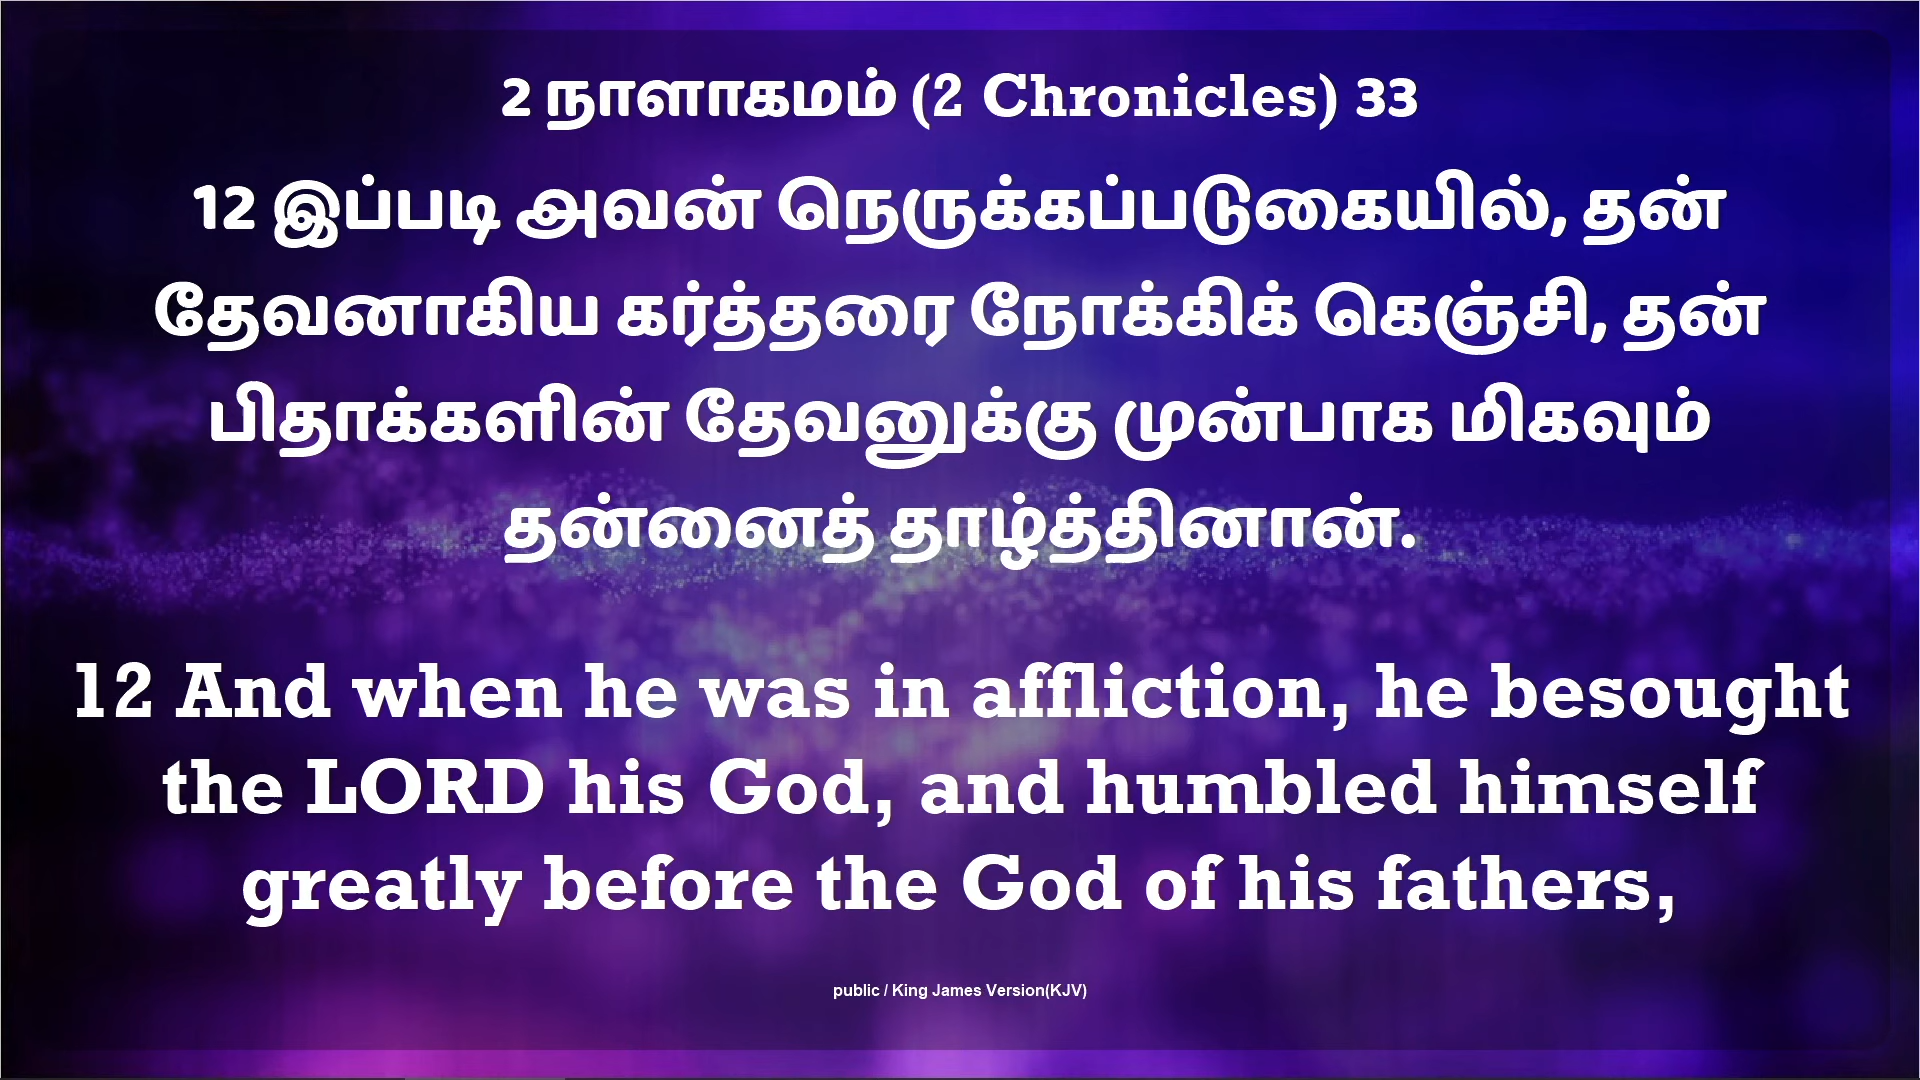 2 நாளாகமம் (2 Chronicles) 33
12 இப்படி அவன் நெருக்கப்படுகையில், தன்
தேவனாகிய கர்த்தரை நோக்கிக் கெஞ்சி, தன்
பிதாக்களின் தேவனுக்கு முன்பாக மிகவும்
தன்னைத் தாழ்த்தினான்.
12 And when he was in affliction, he besought
the LORD his God, and humbled himself
greatly before the God of his fathers,
public / King James Version(KJV)